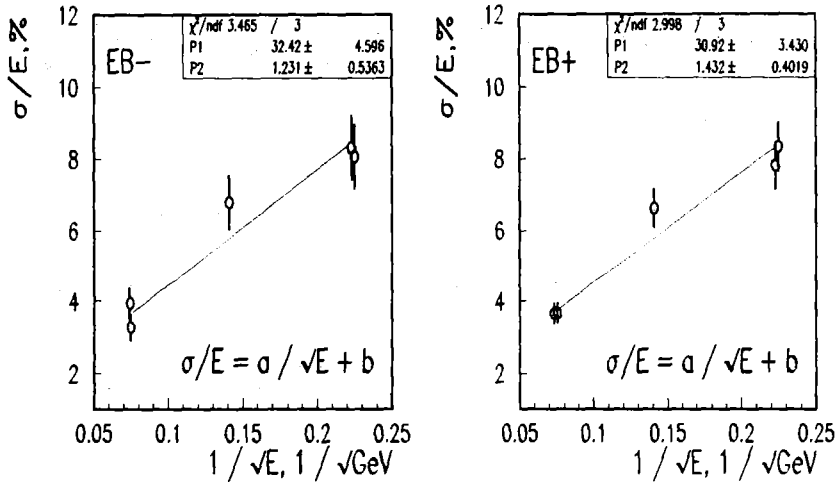 σ/E, %
12
10
8
6
4
2
EB−
χ²/ndf 3.465 / 3
P1 32.42 ± 4.596
P2 1.231 ± 0.5363
σ/E = a / √E + b
0.05 0.1 0.15 0.2 0.25
1 / √E, 1 / √GeV
σ/E, %
12
10
8
6
4
2
EB+
χ²/ndf 2.998 / 3
P1 30.92 ± 3.430
P2 1.432 ± 0.4019
σ/E = a / √E + b
0.05 0.1 0.15 0.2 0.25
1 / √E, 1 / √GeV